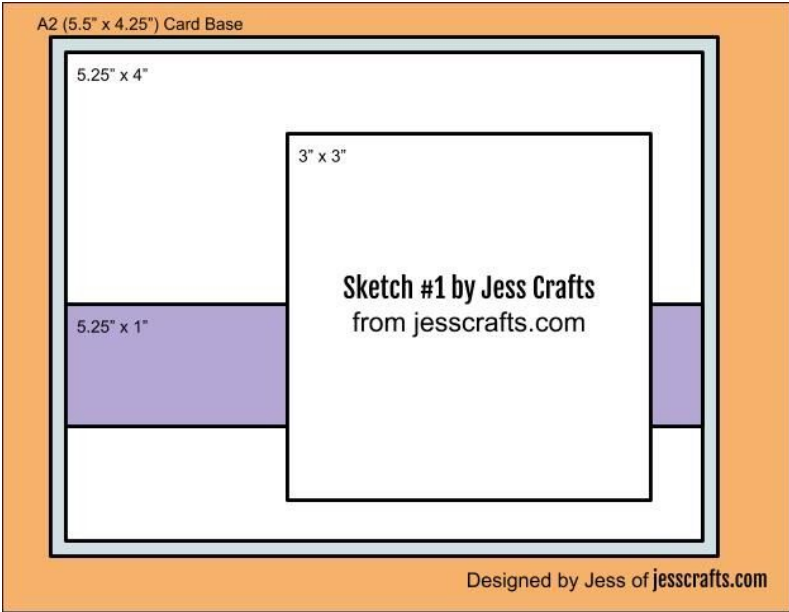 A2 (5.5” x 4.25”) Card Base
5.25” x 4”
3” x 3”
Sketch #1 by Jess Crafts
from jesscrafts.com
5.25” x 1”
Designed by Jess of jesscrafts.com